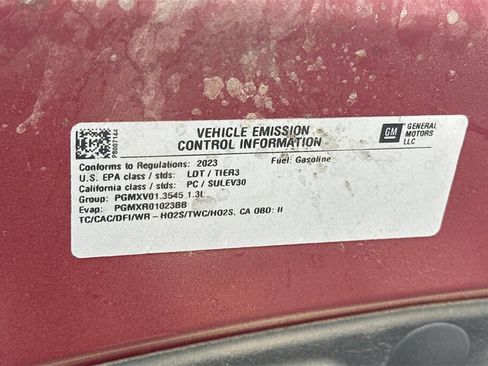 PB007144
VEHICLE EMISSION
CONTROL INFORMATION
GM
GENERAL
MOTORS
LLC
Conforms to Regulations: 2023 Fuel: Gasoline
U.S. EPA class / stds: LDT / TIER3
California class / stds: PC / SULEV30
Group: PGMXV01.3545 1.3L
Evap: PGMXR01023BB
TC/CAC/DFI/WR-HO2S/TWC/HO2S, CA OBD: II